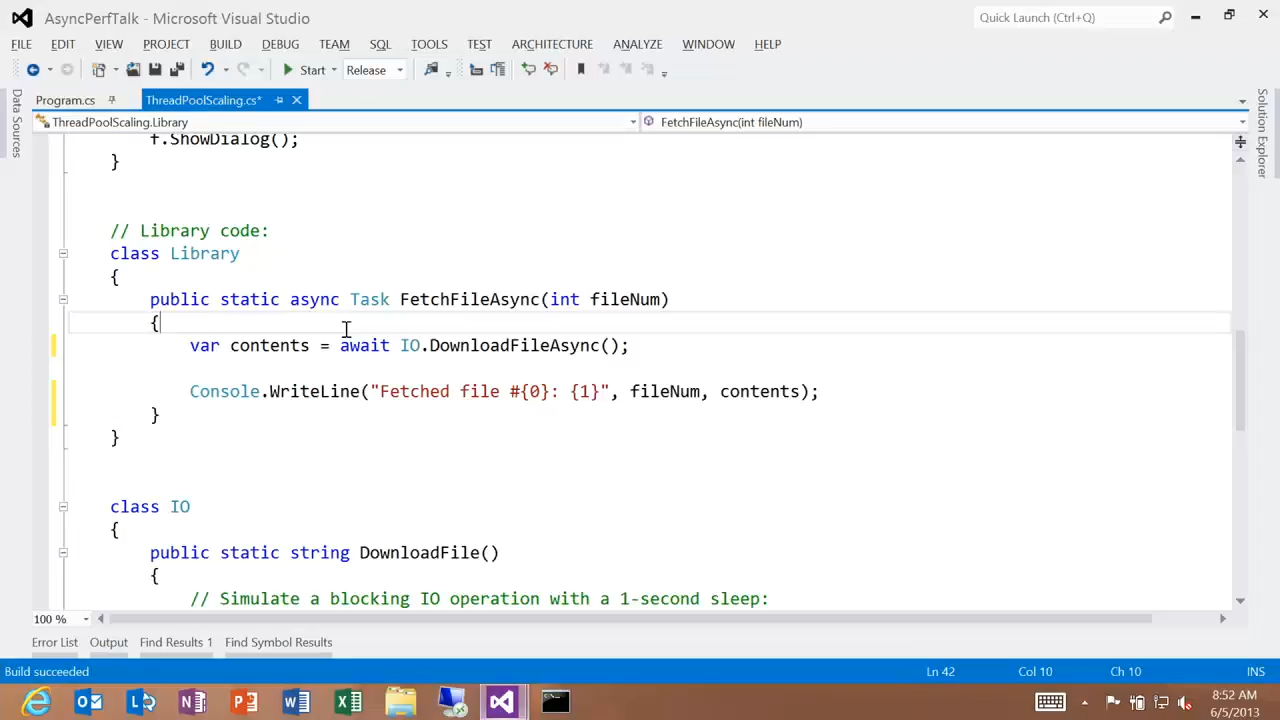 AsyncPerfTalk - Microsoft Visual Studio
Quick Launch (Ctrl+Q)
FILE EDIT VIEW PROJECT BUILD DEBUG TEAM SQL TOOLS TEST ARCHITECTURE ANALYZE WINDOW HELP
Start Release
Program.cs ThreadPoolScaling.cs*
ThreadPoolScaling.Library FetchFileAsync(int fileNum)
Data Sources
Solution Explorer
f.ShowDialog();
}
// Library code:
class Library
{
public static async Task FetchFileAsync(int fileNum)
{
var contents = await IO.DownloadFileAsync();
Console.WriteLine("Fetched file #{0}: {1}", fileNum, contents);
}
}
class IO
{
public static string DownloadFile()
{
// Simulate a blocking IO operation with a 1-second sleep:
100 %
Error List Output Find Results 1 Find Symbol Results
Build succeeded Ln 42 Col 10 Ch 10 INS
8:52 AM
6/5/2013